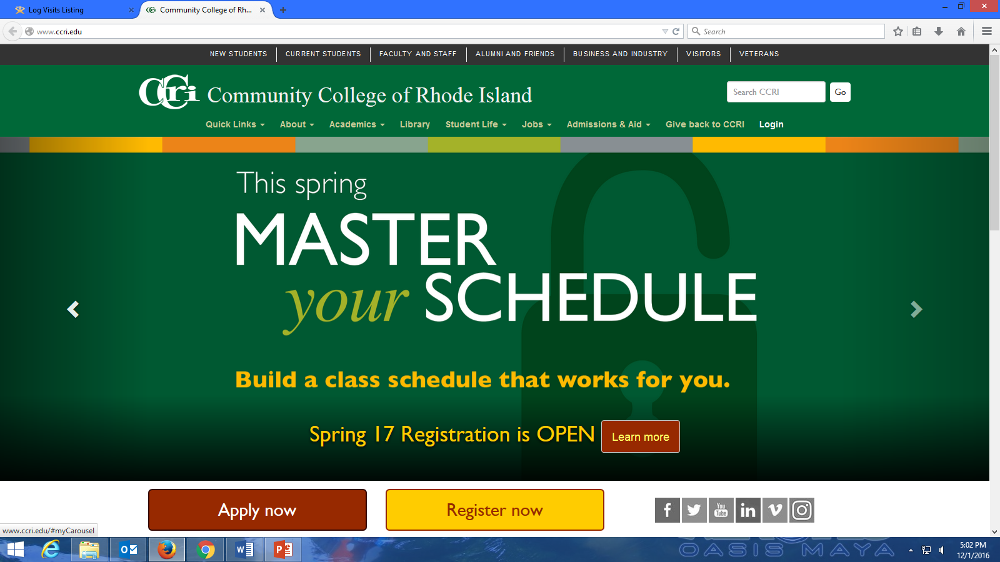 Log Visits Listing
Community College of Rh...
www.ccri.edu
Search
NEW STUDENTS
CURRENT STUDENTS
FACULTY AND STAFF
ALUMNI AND FRIENDS
BUSINESS AND INDUSTRY
VISITORS
VETERANS
CCri
Community College of Rhode Island
Search CCRI
Go
Quick Links
About
Academics
Library
Student Life
Jobs
Admissions & Aid
Give back to CCRI
Login
This spring
MASTER
your SCHEDULE
Build a class schedule that works for you.
Spring 17 Registration is OPEN
Learn more
Apply now
Register now
You
Tube
www.ccri.edu/#myCarousel
OASIS MAYA
5:02 PM
12/1/2016